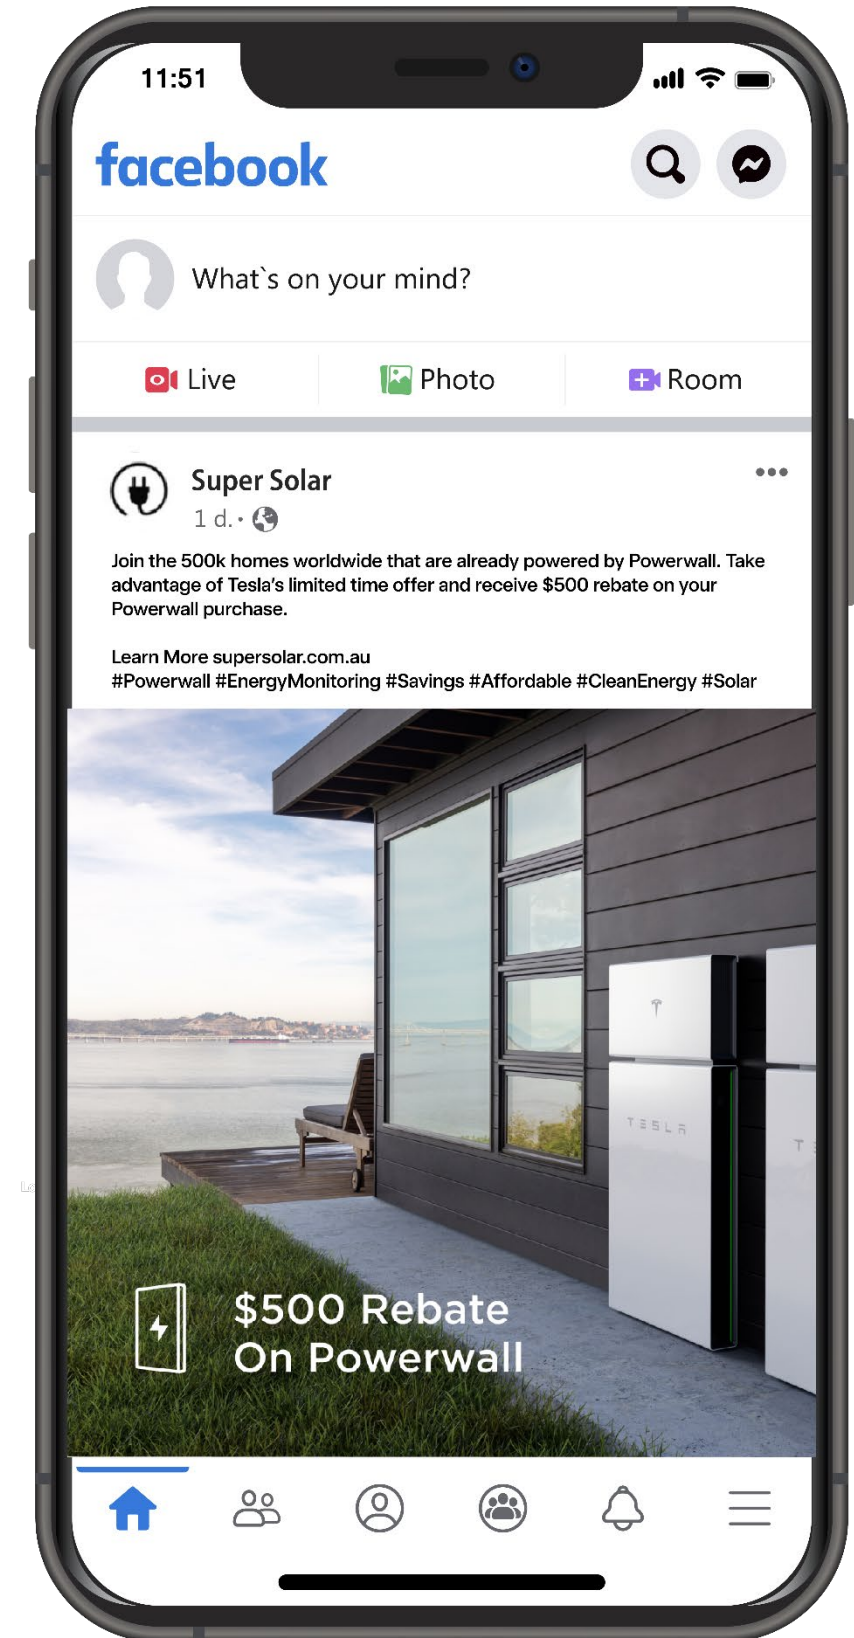 11:51
facebook
What`s on your mind?
Live
Photo
Room
Super Solar
1 d.
Join the 500k homes worldwide that are already powered by Powerwall. Take
advantage of Tesla's limited time offer and receive $500 rebate on your
Powerwall purchase.
Learn More supersolar.com.au
#Powerwall #EnergyMonitoring #Savings #Affordable #CleanEnergy #Solar
TESLA
$500 Rebate
On Powerwall